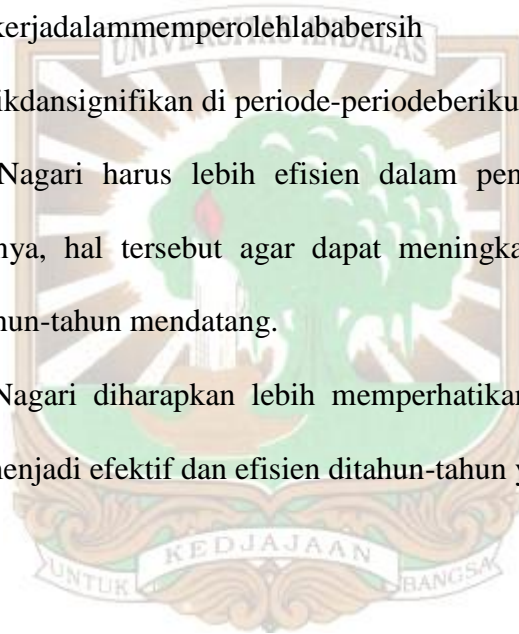 kerjadalammemperolehlababersih
UNIVERSITAS ANDALAS
ikdansignifikan di periode-periodeberiku
Nagari harus lebih efisien dalam pen
nya, hal tersebut agar dapat meningka
hun-tahun mendatang.
Nagari diharapkan lebih memperhatikan
menjadi efektif dan efisien ditahun-tahun y
KEDJAJAAN
UNTUK BANGSA